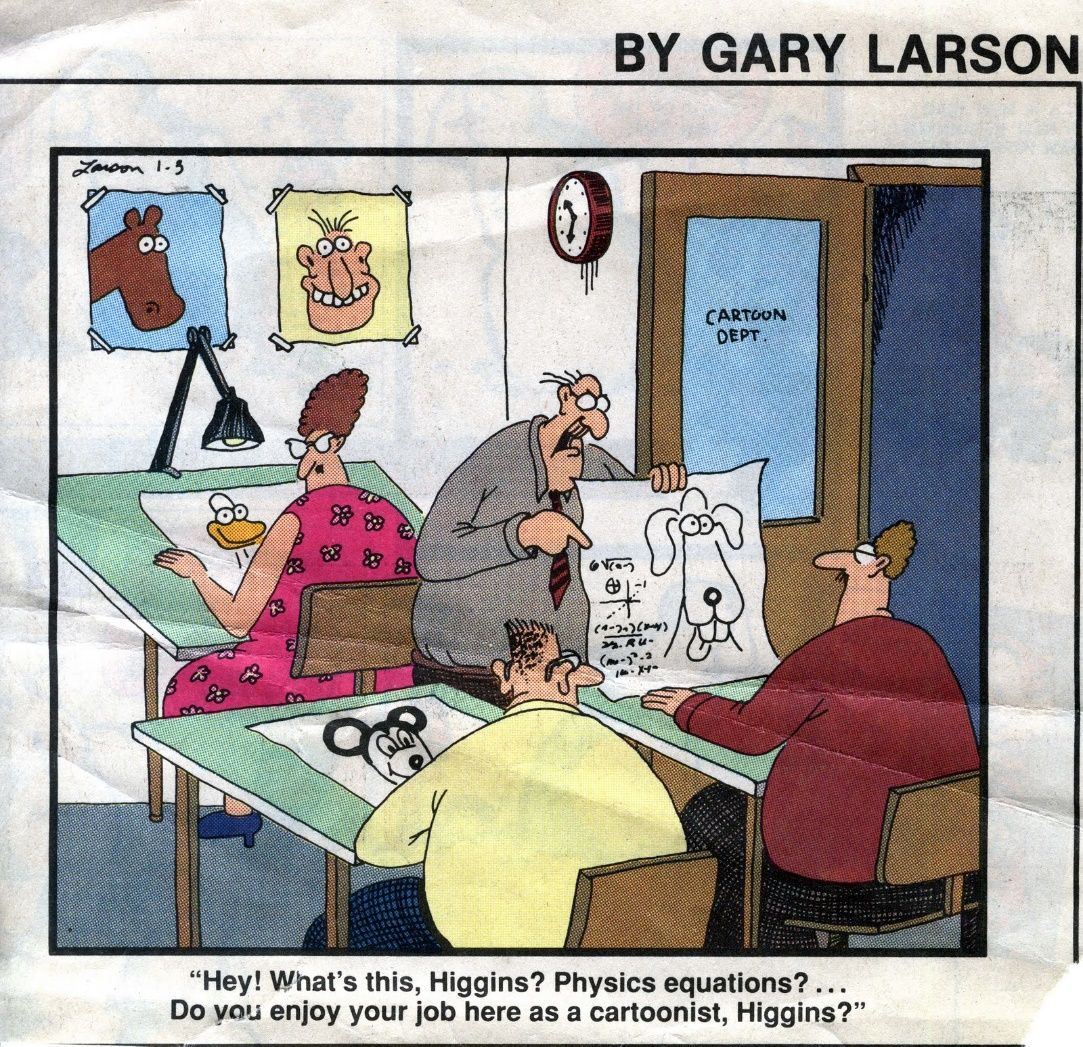 BY GARY LARSON
Larson 1-3
CARTOON
DEPT.
“Hey! What’s this, Higgins? Physics equations? ...
Do you enjoy your job here as a cartoonist, Higgins?”